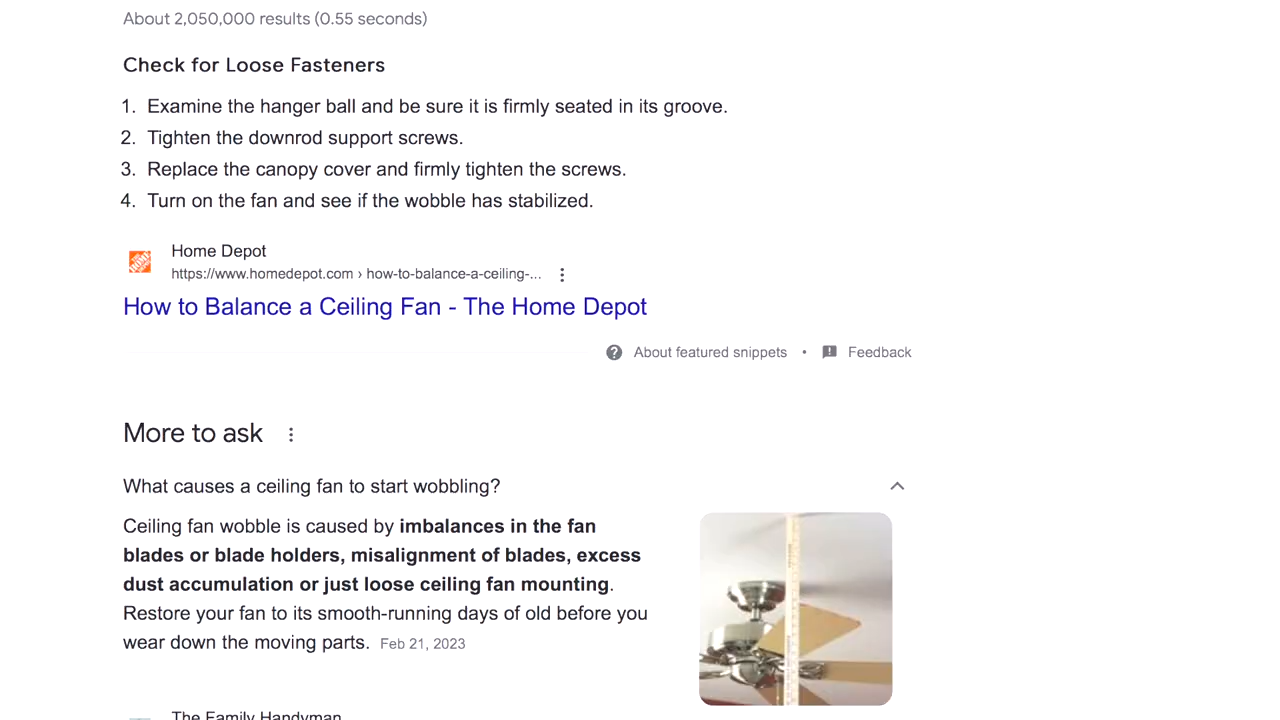 About 2,050,000 results (0.55 seconds)
Check for Loose Fasteners
1. Examine the hanger ball and be sure it is firmly seated in its groove.
2. Tighten the downrod support screws.
3. Replace the canopy cover and firmly tighten the screws.
4. Turn on the fan and see if the wobble has stabilized.
Home Depot
https://www.homedepot.com › how-to-balance-a-ceiling-...
How to Balance a Ceiling Fan - The Home Depot
About featured snippets • Feedback
More to ask
What causes a ceiling fan to start wobbling?
Ceiling fan wobble is caused by imbalances in the fan
blades or blade holders, misalignment of blades, excess
dust accumulation or just loose ceiling fan mounting.
Restore your fan to its smooth-running days of old before you
wear down the moving parts. Feb 21, 2023
The Family Handyman